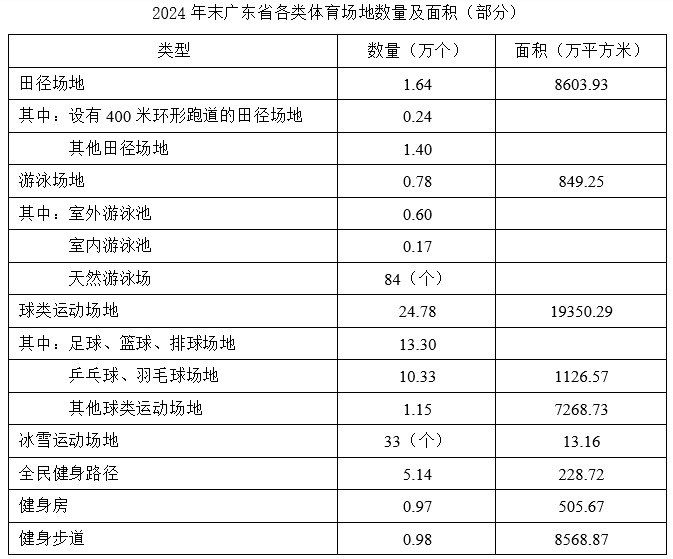 2024 年末广东省各类体育场地数量及面积（部分）
类型 数量（万个） 面积（万平方米）
田径场地 1.64 8603.93
其中：设有 400 米环形跑道的田径场地 0.24
其他田径场地 1.40
游泳场地 0.78 849.25
其中：室外游泳池 0.60
室内游泳池 0.17
天然游泳场 84（个）
球类运动场地 24.78 19350.29
其中：足球、篮球、排球场地 13.30
乒乓球、羽毛球场地 10.33 1126.57
其他球类运动场地 1.15 7268.73
冰雪运动场地 33（个） 13.16
全民健身路径 5.14 228.72
健身房 0.97 505.67
健身步道 0.98 8568.87